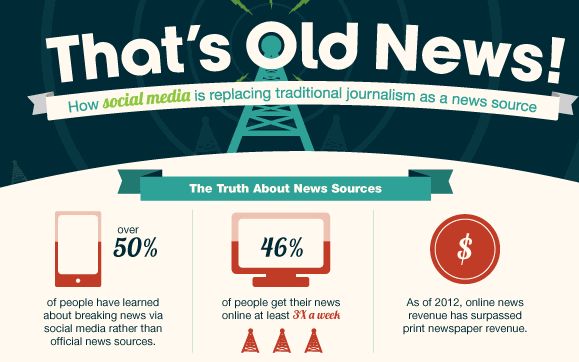 That's Old News!
How social media is replacing traditional journalism as a news source
The Truth About News Sources
over
50%
of people have learned
about breaking news via
social media rather than
official news sources.
46%
of people get their news
online at least 3X a week
$
As of 2012, online news
revenue has surpassed
print newspaper revenue.